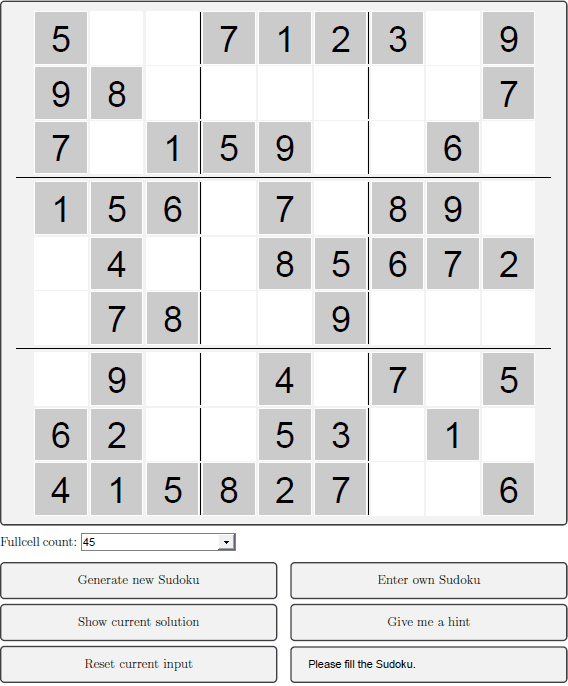 5 7 1 2 3 9
9 8 7
7 1 5 9 6
1 5 6 7 8 9
4 8 5 6 7 2
7 8 9
9 4 7 5
6 2 5 3 1
4 1 5 8 2 7 6
Fullcell count: 45
Generate new Sudoku Enter own Sudoku
Show current solution Give me a hint
Reset current input Please fill the Sudoku.